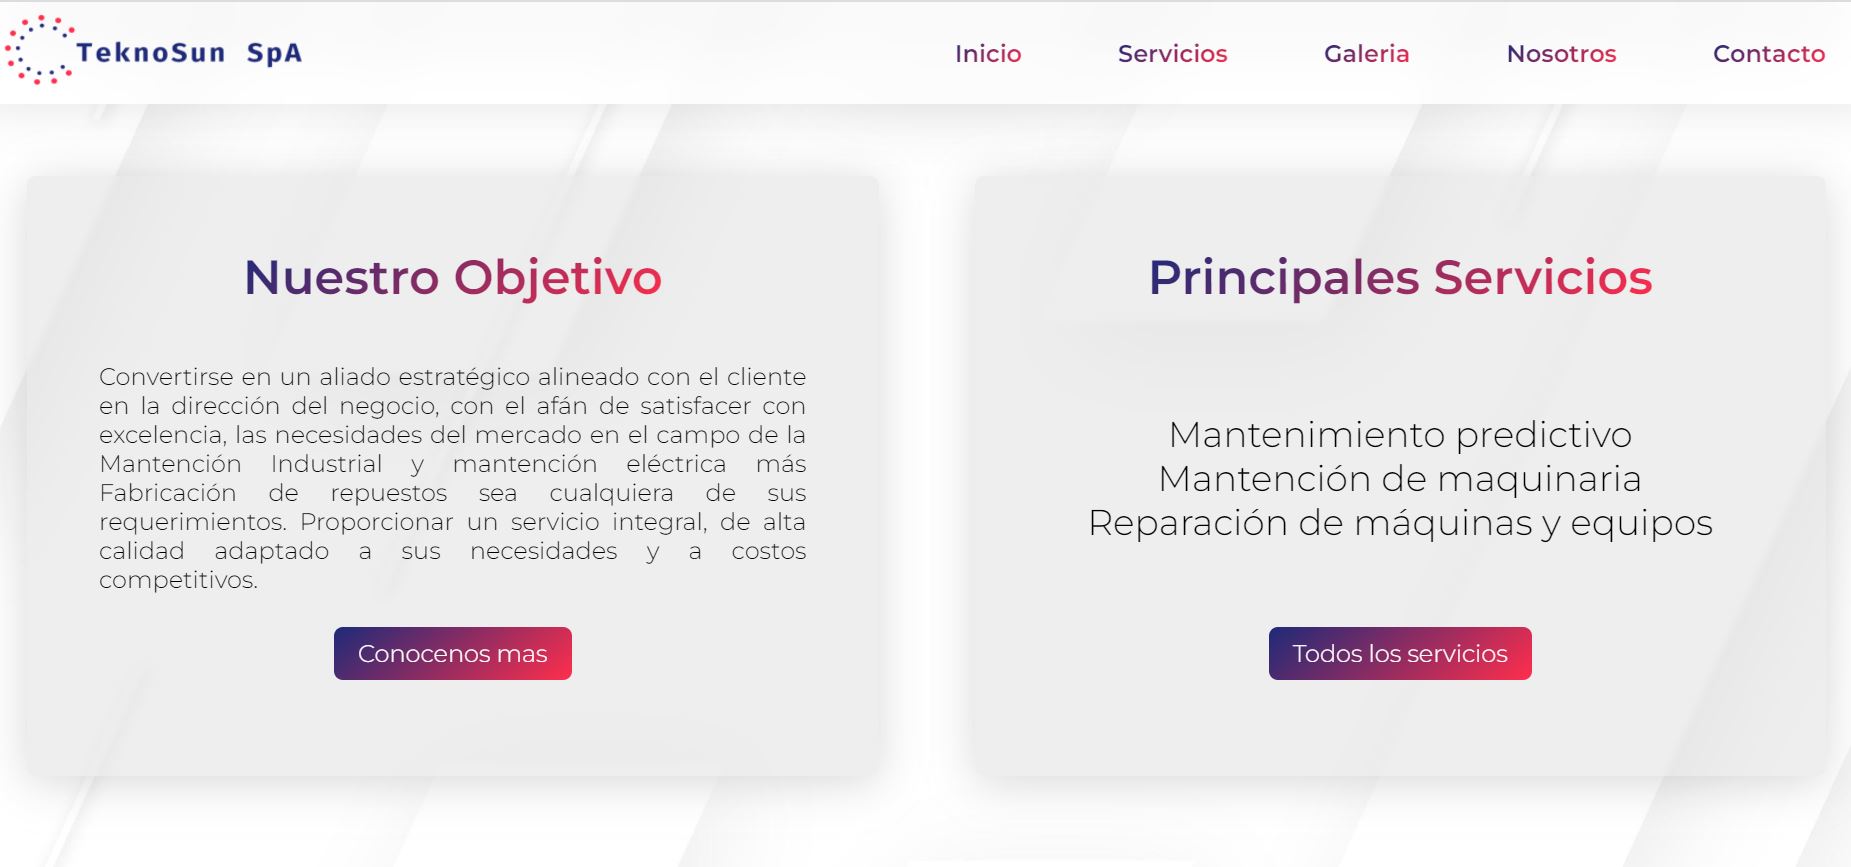 TeknoSun SpA
Inicio
Servicios
Galeria
Nosotros
Contacto
Nuestro Objetivo
Convertirse en un aliado estratégico alineado con el cliente
en la dirección del negocio, con el afán de satisfacer con
excelencia, las necesidades del mercado en el campo de la
Mantención Industrial y mantención eléctrica más
Fabricación de repuestos sea cualquiera de sus
requerimientos. Proporcionar un servicio integral, de alta
calidad adaptado a sus necesidades y a costos
competitivos.
Conocenos mas
Principales Servicios
Mantenimiento predictivo
Mantención de maquinaria
Reparación de máquinas y equipos
Todos los servicios